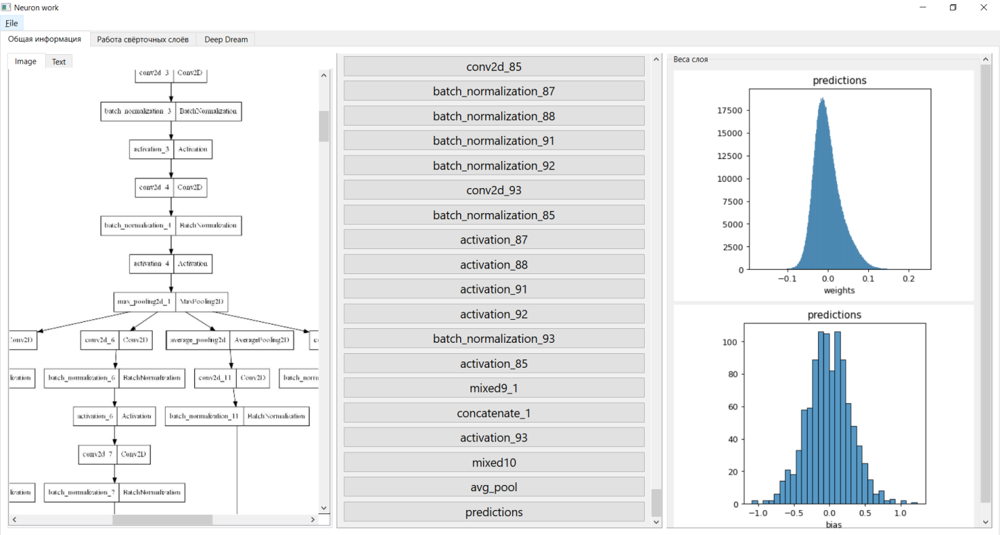 Neuron work
File
Общая информация
Работа свёрточных слоёв
Deep Dream
Image
Text
conv2d_3 Conv2D
batch_normalization_3 BatchNormalization
activation_3 Activation
conv2d_4 Conv2D
batch_normalization_4 BatchNormalization
activation_4 Activation
max_pooling2d_1 MaxPooling2D
conv2d_6 Conv2D average_pooling2d AveragePooling2D
batch_normalization_6 BatchNormalization conv2d_11 Conv2D
activation_6 Activation batch_normalization_11 BatchNormalization
conv2d_7 Conv2D
batch_normalization_7 BatchNormalization
conv2d_85
batch_normalization_87
batch_normalization_88
batch_normalization_91
batch_normalization_92
conv2d_93
batch_normalization_85
activation_87
activation_88
activation_91
activation_92
batch_normalization_93
activation_85
mixed9_1
concatenate_1
activation_93
mixed10
avg_pool
predictions
Веса слоя
predictions
17500
15000
12500
10000
7500
5000
2500
0
−0.1 0.0 0.1 0.2
weights
predictions
100
80
60
40
20
0
−1.0 −0.5 0.0 0.5 1.0
bias